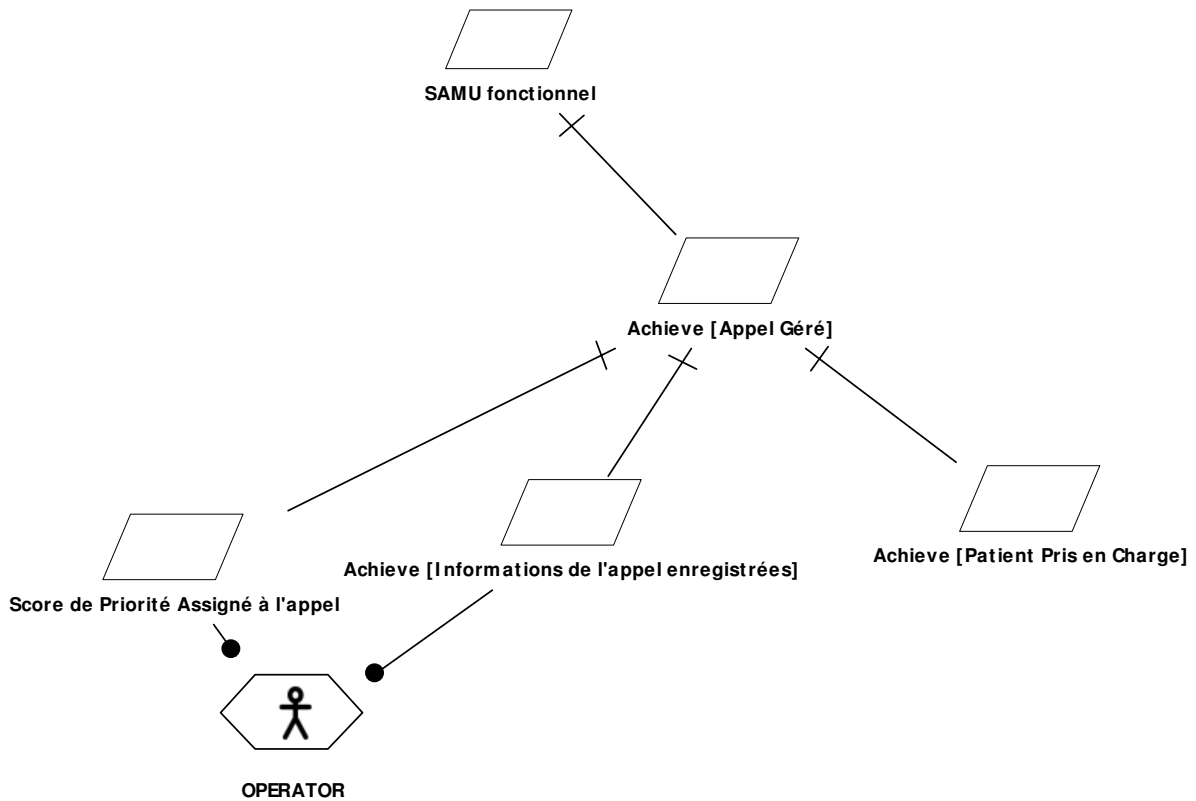 SAMU fonctionnel
Achieve [Appel Géré]
Achieve [Patient Pris en Charge]
Achieve [Informations de l'appel enregistrées]
Score de Priorité Assigné à l'appel
OPERATOR